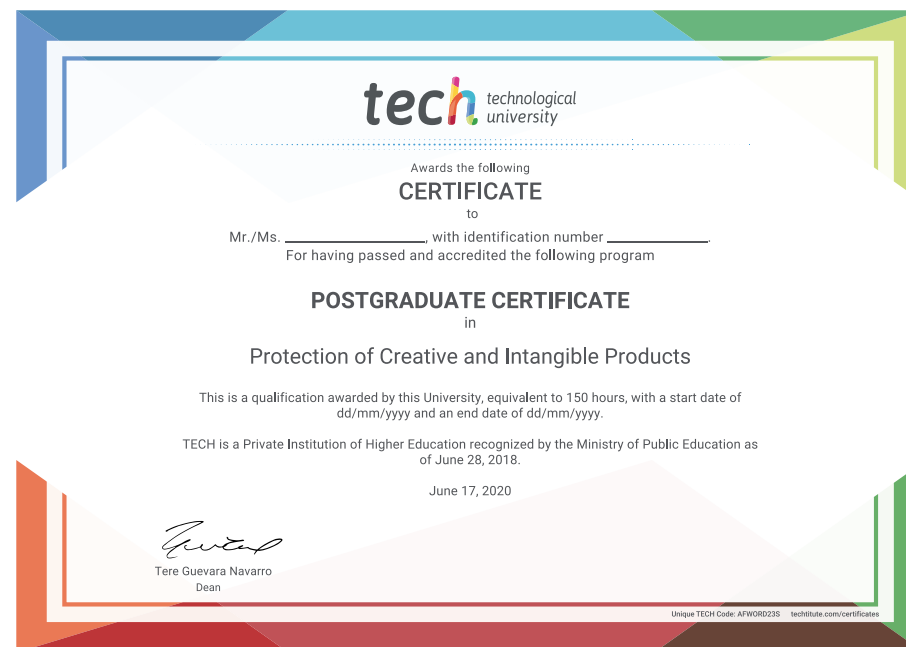 tech technological
university
Awards the following
CERTIFICATE
to
Mr./Ms. ____________________, with identification number ______________.
For having passed and accredited the following program
POSTGRADUATE CERTIFICATE
in
Protection of Creative and Intangible Products
This is a qualification awarded by this University, equivalent to 150 hours, with a start date of
dd/mm/yyyy and an end date of dd/mm/yyyy.
TECH is a Private Institution of Higher Education recognized by the Ministry of Public Education as
of June 28, 2018.
June 17, 2020
Tere Guevara Navarro
Dean
Unique TECH Code: AFWORD23S techtitute.com/certificates